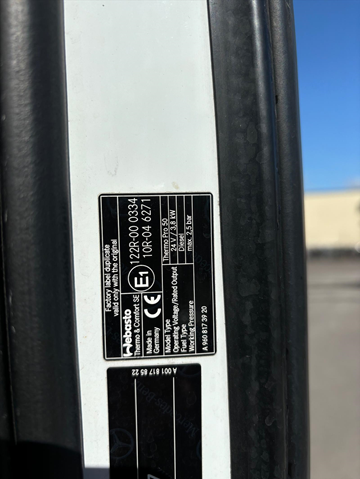 Factory label duplicate
valid only with the original
Webasto
Thermo & Comfort SE
Made in
Germany
CE
E1
122R-00 0334
10R-04 6271
Model Type Thermo Pro 50
Operating Voltage/Rated Output 24 V / 3,8 kW
Fuel Type Diesel
Working Pressure max. 2,5 bar
A 960 817 39 20
A 001 817 85 22